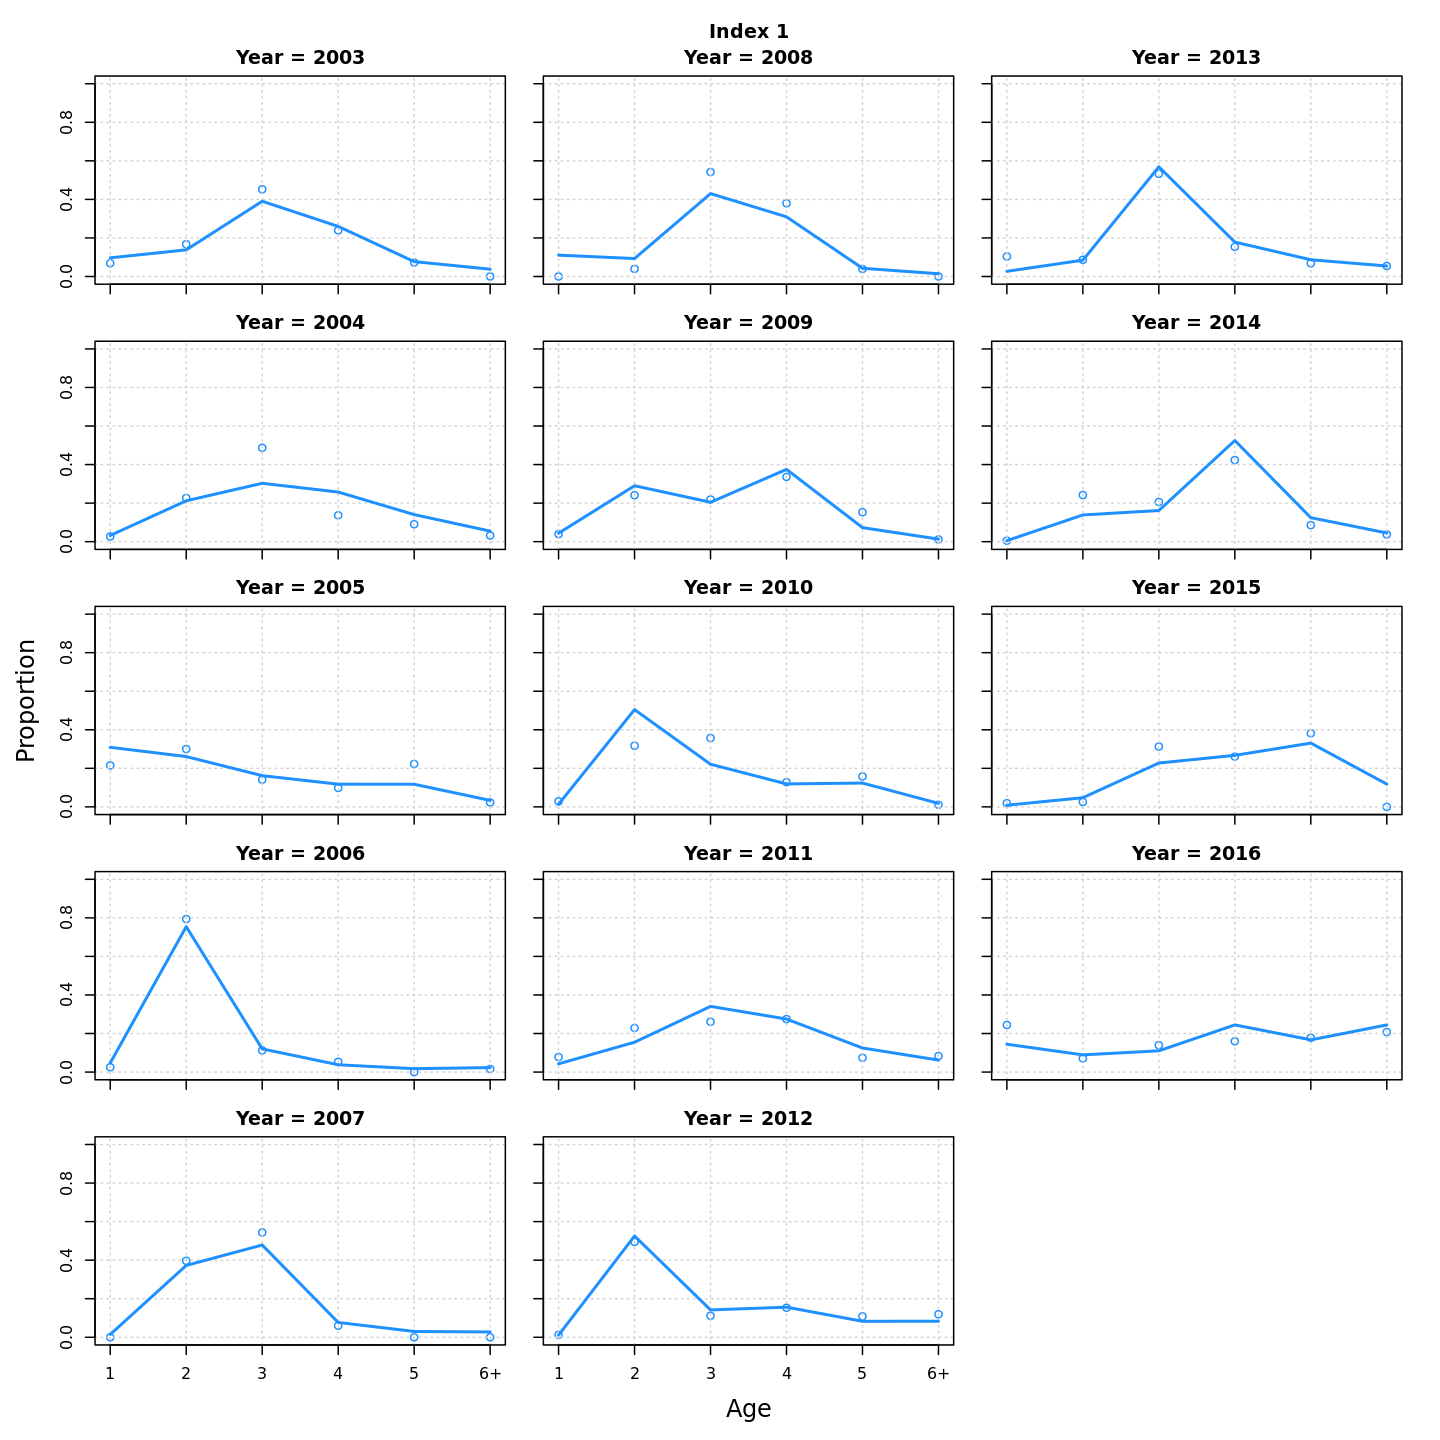 Index 1
Year = 2003
Year = 2008
Year = 2013
0.0 0.4 0.8
Year = 2004
Year = 2009
Year = 2014
0.0 0.4 0.8
Year = 2005
Year = 2010
Year = 2015
0.0 0.4 0.8
Proportion
Year = 2006
Year = 2011
Year = 2016
0.0 0.4 0.8
Year = 2007
Year = 2012
0.0 0.4 0.8
1 2 3 4 5 6+
1 2 3 4 5 6+
Age